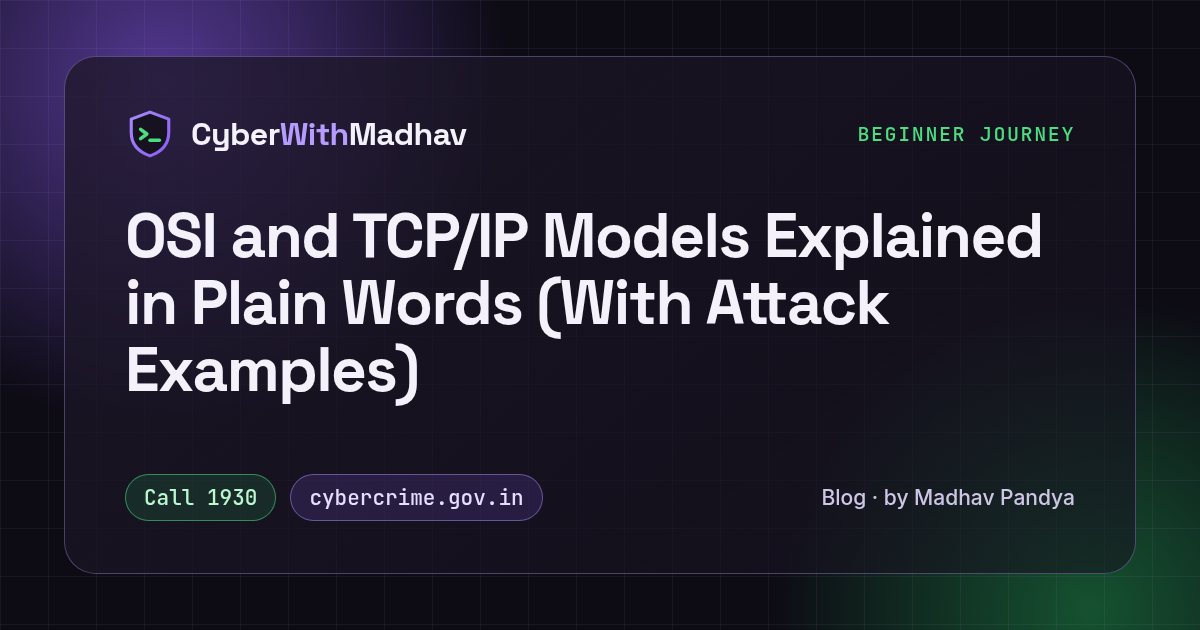 CyberWithMadhav
BEGINNER JOURNEY
OSI and TCP/IP Models Explained
in Plain Words (With Attack
Examples)
Call 1930
cybercrime.gov.in
Blog · by Madhav Pandya